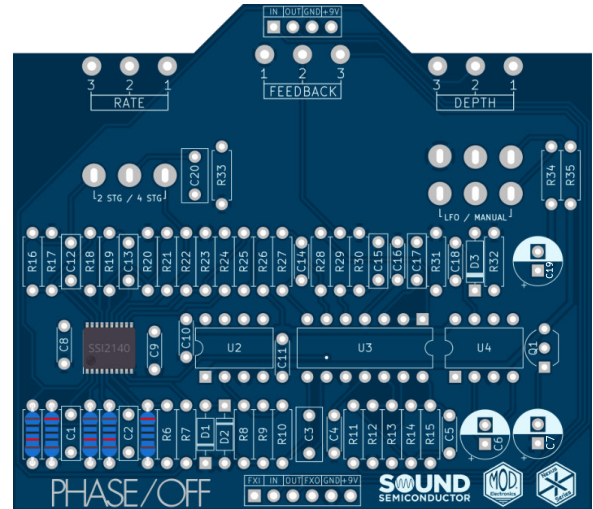 IN OUT GND +9V
1 2 3
FEEDBACK
3 2 1
RATE
3 2 1
DEPTH
2 STG / 4 STG
C20
R33
LFO / MANUAL
R34
R35
R16
R17
C12
R18
R19
C13
R20
R21
R22
R23
R24
R25
R26
R27
C14
R28
R29
R30
C15
C16
C17
R31
C18
D3
R32
C19
C8
SSI2140
C9
C10
U2
C11
U3
U4
Q1
C1
C2
R6
R7
D1
D2
R8
R9
R10
C3
C4
R11
R12
R13
R14
R15
C5
C6
C7
PHASE/OFF
FXI IN OUT FXO GND +9V
SOUND
SEMICONDUCTOR
MOD
Electronics